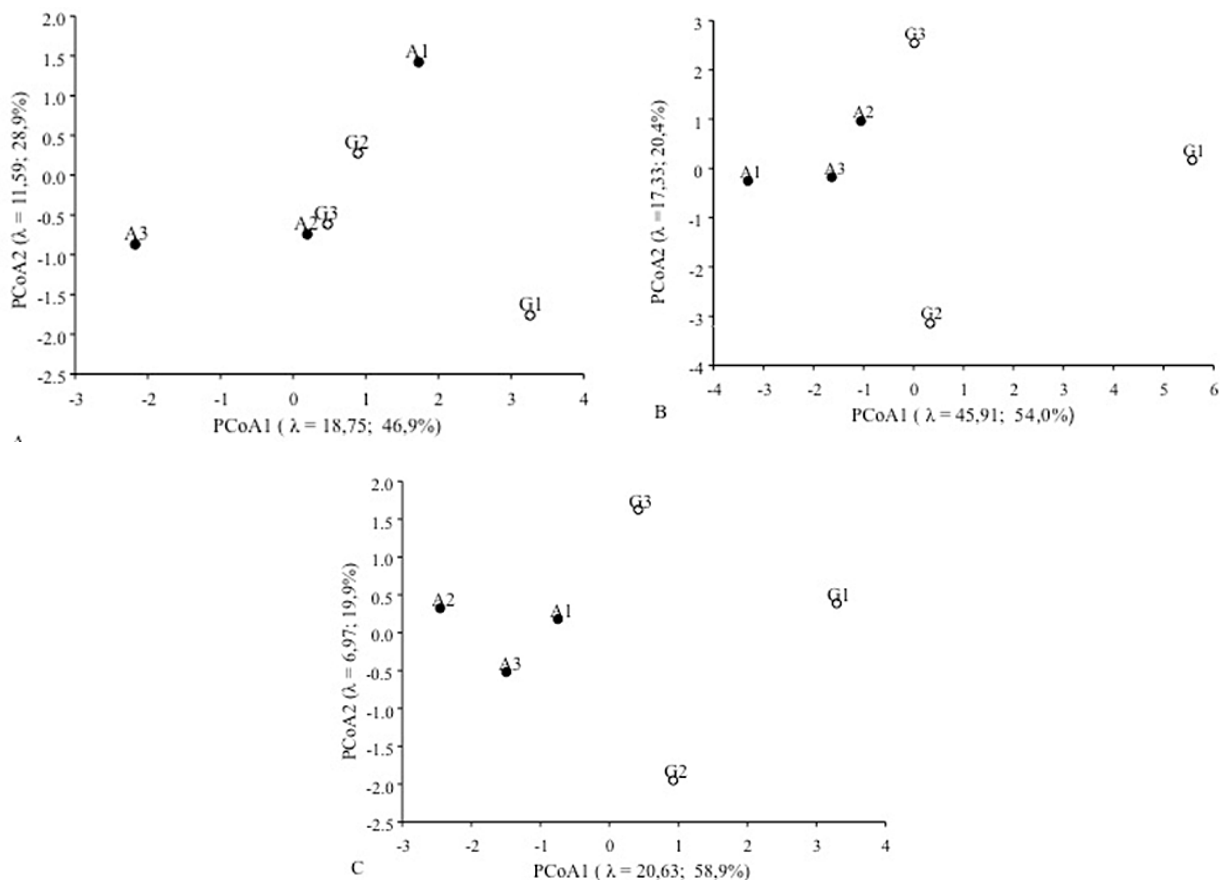 2.0
1.5
1.0
0.5
0.0
-0.5
-1.0
-1.5
-2.0
-2.5
-3 -2 -1 0 1 2 3 4
PCoA2 (λ = 11,59; 28,9%)
PCoA1 ( λ = 18,75; 46,9%)
A1
G2
G3
A2
A3
G1
A
3
2
1
0
-1
-2
-3
-4
-4 -3 -2 -1 0 1 2 3 4 5 6
PCoA2 (λ =17,33; 20,4%)
PCoA1 ( λ = 45,91; 54,0%)
G3
A2
G1
A1
A3
G2
B
2.0
1.5
1.0
0.5
0.0
-0.5
-1.0
-1.5
-2.0
-2.5
-3 -2 -1 0 1 2 3 4
PCoA2 (λ = 6,97; 19,9%)
PCoA1 ( λ = 20,63; 58,9%)
G3
A2
A1
G1
A3
G2
C